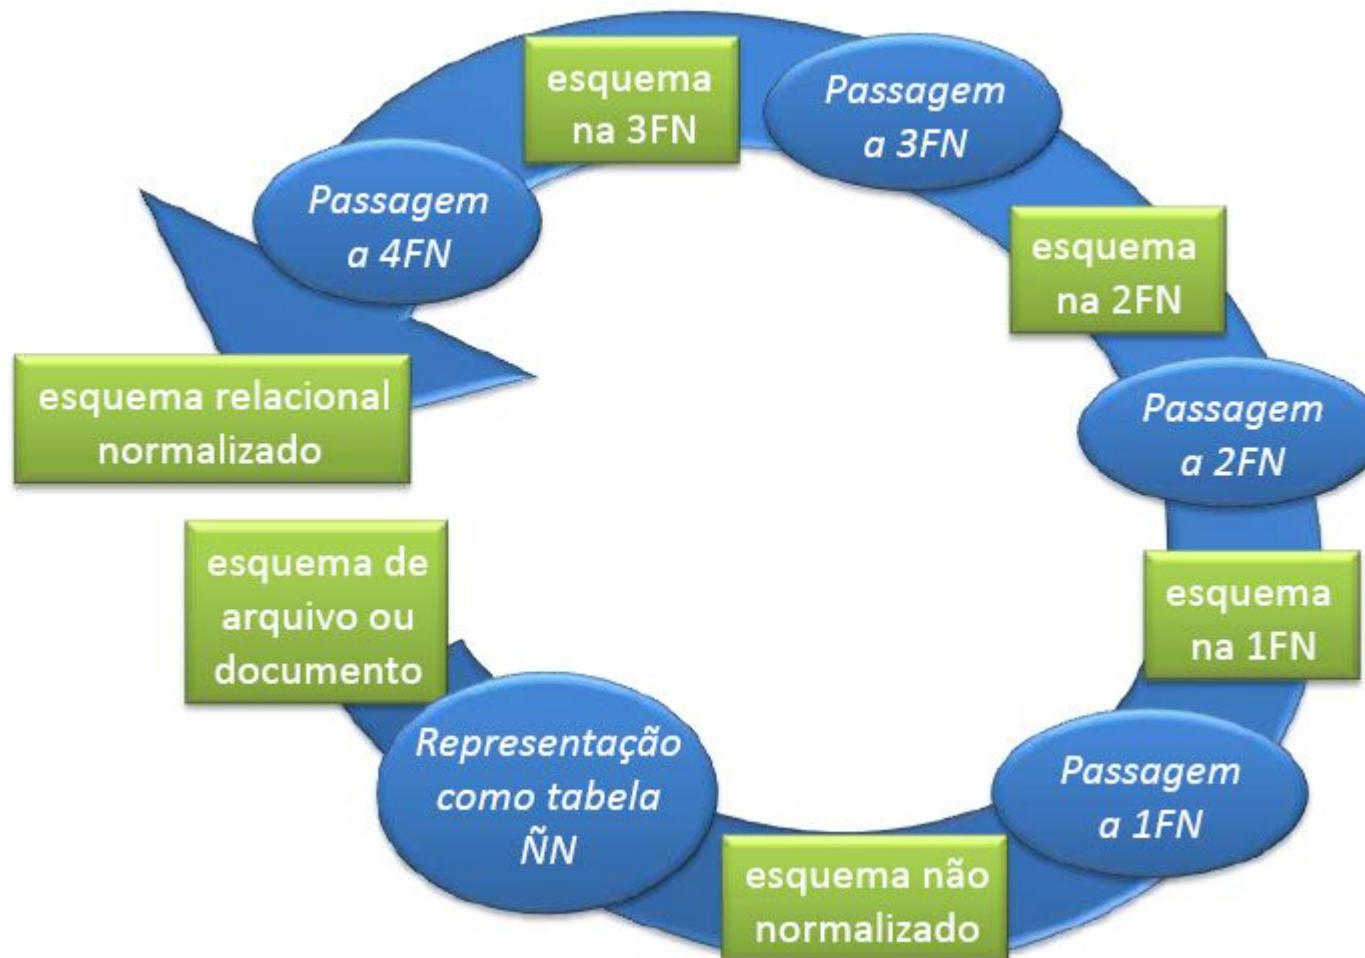 esquema
na 3FN
Passagem
a 3FN
Passagem
a 4FN
esquema
na 2FN
esquema relacional
normalizado
Passagem
a 2FN
esquema de
arquivo ou
documento
esquema
na 1FN
Representação
como tabela
ÑN
Passagem
a 1FN
esquema não
normalizado